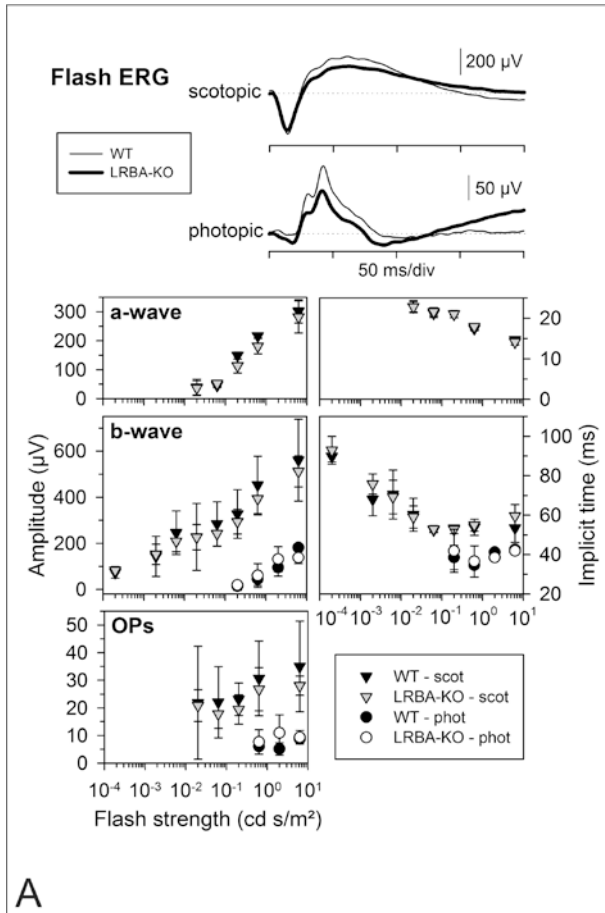 Flash ERG
WT
LRBA-KO
scotopic
200 µV
photopic
50 µV
50 ms/div
a-wave
300
200
100
0
20
10
0
b-wave
600
400
200
0
100
80
60
40
20
Amplitude (µV)
Implicit time (ms)
10⁻⁴ 10⁻³ 10⁻² 10⁻¹ 10⁰ 10¹
OPs
50
40
30
20
10
0
10⁻⁴ 10⁻³ 10⁻² 10⁻¹ 10⁰ 10¹
Flash strength (cd s/m²)
WT - scot
LRBA-KO - scot
WT - phot
LRBA-KO - phot
A